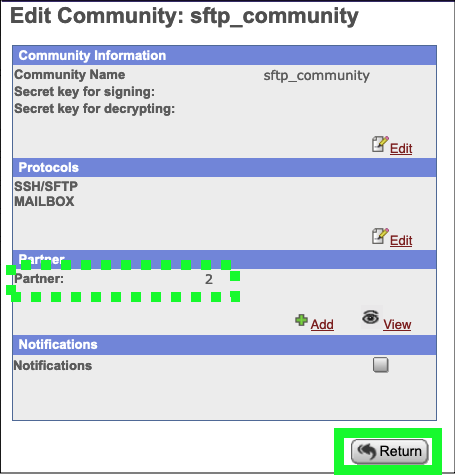 Edit Community: sftp_community
Community Information
Community Name sftp_community
Secret key for signing:
Secret key for decrypting:
Edit
Protocols
SSH/SFTP
MAILBOX
Edit
Partner
Partner: 2
Add View
Notifications
Notifications
Return